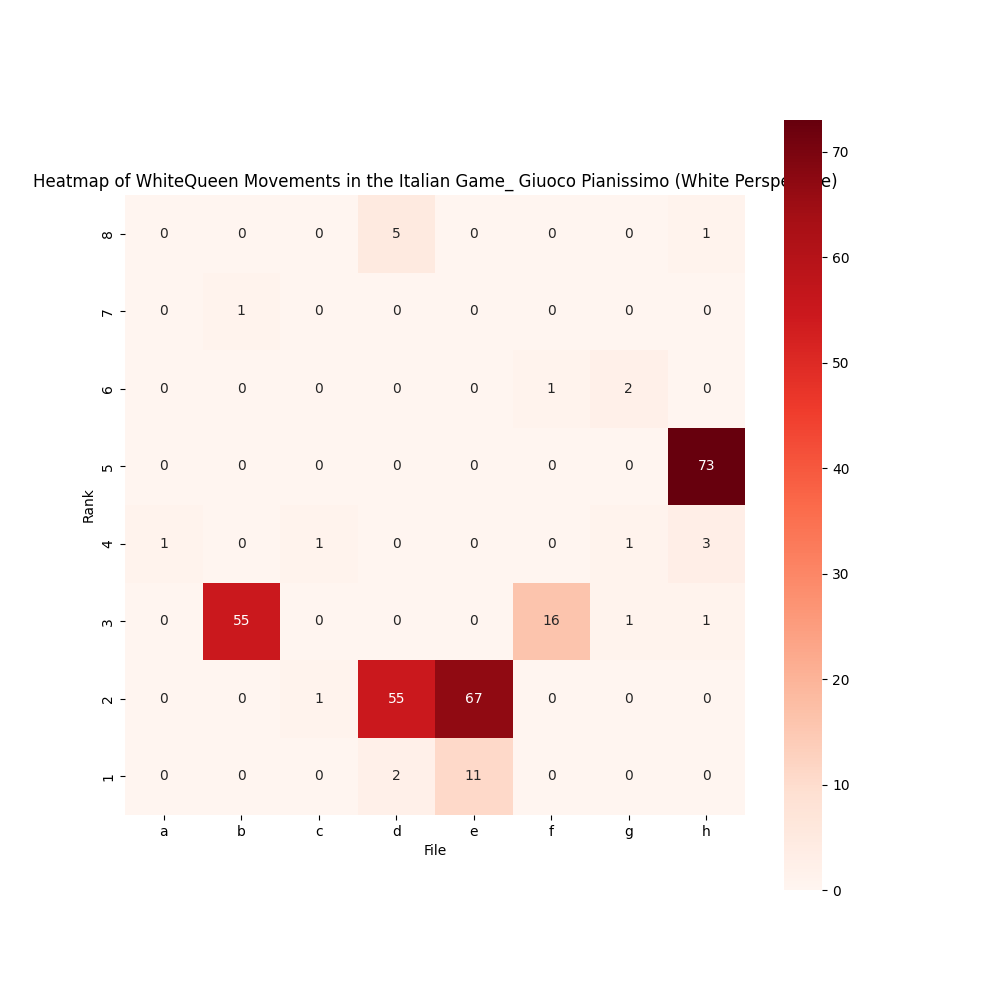 Heatmap of WhiteQueen Movements in the Italian Game_ Giuoco Pianissimo (White Perspective)
8 0 0 0 5 0 0 0 1
7 0 1 0 0 0 0 0 0
6 0 0 0 0 0 1 2 0
5 0 0 0 0 0 0 0 73
4 1 0 1 0 0 0 1 3
3 0 55 0 0 0 16 1 1
2 0 0 1 55 67 0 0 0
1 0 0 0 2 11 0 0 0
a b c d e f g h
File
Rank
70
60
50
40
30
20
10
0